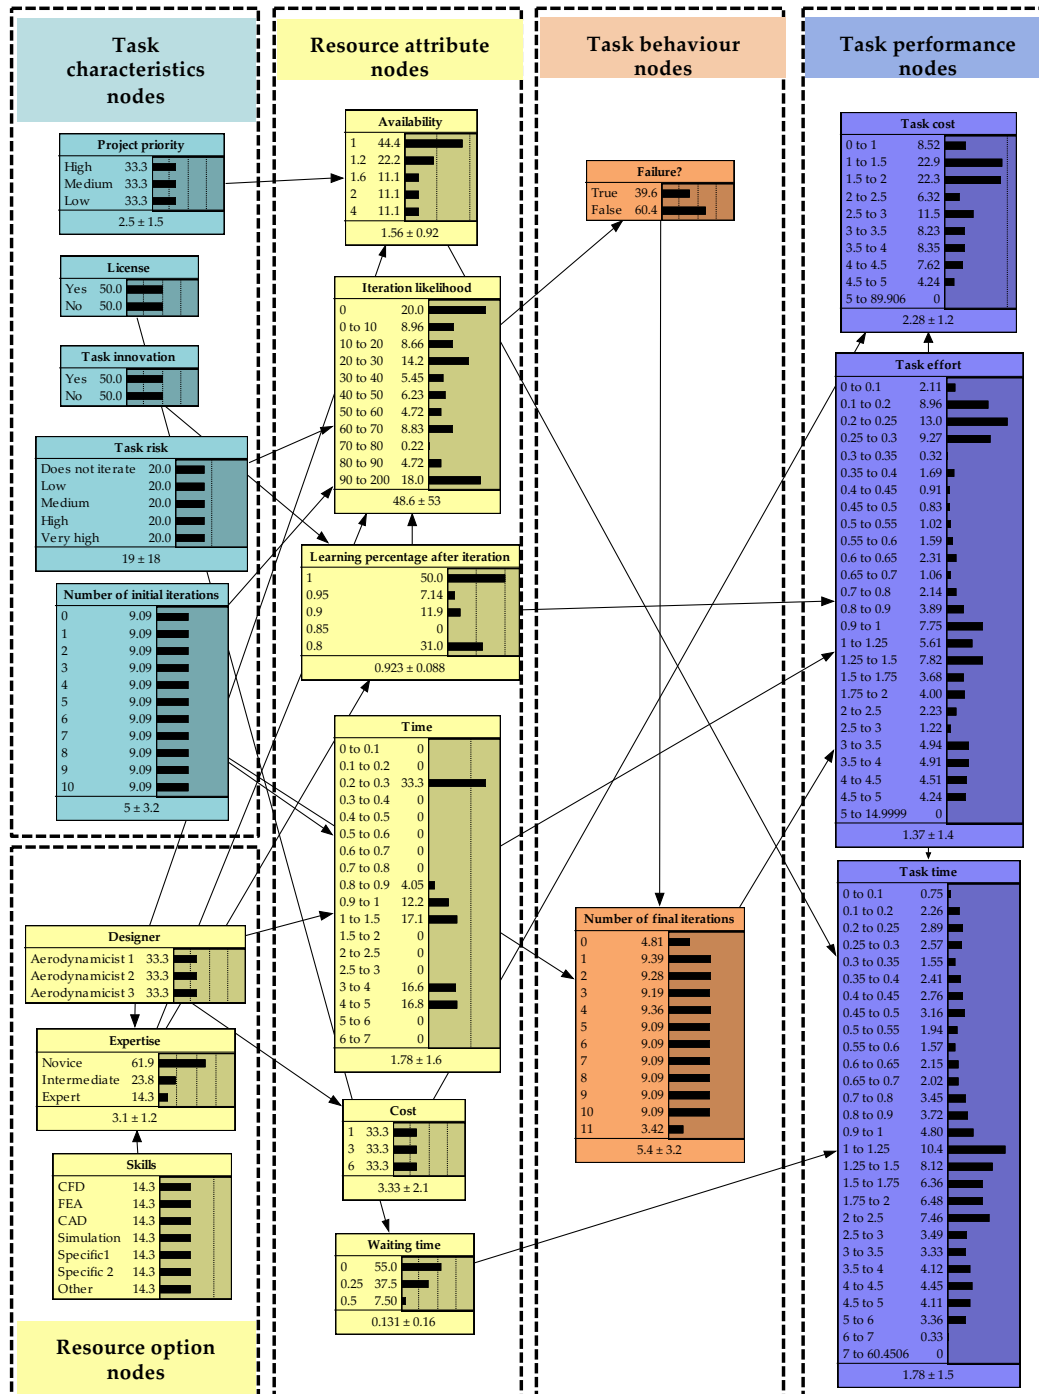 Task
characteristics
nodes
Project priority
High 33.3
Medium 33.3
Low 33.3
2.5 ± 1.5
License
Yes 50.0
No 50.0
Task innovation
Yes 50.0
No 50.0
Task risk
Does not iterate 20.0
Low 20.0
Medium 20.0
High 20.0
Very high 20.0
19 ± 18
Number of initial iterations
0 9.09
1 9.09
2 9.09
3 9.09
4 9.09
5 9.09
6 9.09
7 9.09
8 9.09
9 9.09
10 9.09
5 ± 3.2
Designer
Aerodynamicist 1 33.3
Aerodynamicist 2 33.3
Aerodynamicist 3 33.3
Expertise
Novice 61.9
Intermediate 23.8
Expert 14.3
3.1 ± 1.2
Skills
CFD 14.3
FEA 14.3
CAD 14.3
Simulation 14.3
Specific1 14.3
Specific 2 14.3
Other 14.3
Resource option
nodes
Resource attribute
nodes
Availability
1 44.4
1.2 22.2
1.6 11.1
2 11.1
4 11.1
1.56 ± 0.92
Iteration likelihood
0 20.0
0 to 10 8.96
10 to 20 8.66
20 to 30 14.2
30 to 40 5.45
40 to 50 6.23
50 to 60 4.72
60 to 70 8.83
70 to 80 0.22
80 to 90 4.72
90 to 200 18.0
48.6 ± 53
Learning percentage after iteration
1 50.0
0.95 7.14
0.9 11.9
0.85 0
0.8 31.0
0.923 ± 0.088
Time
0 to 0.1 0
0.1 to 0.2 0
0.2 to 0.3 33.3
0.3 to 0.4 0
0.4 to 0.5 0
0.5 to 0.6 0
0.6 to 0.7 0
0.7 to 0.8 0
0.8 to 0.9 4.05
0.9 to 1 12.2
1 to 1.5 17.1
1.5 to 2 0
2 to 2.5 0
2.5 to 3 0
3 to 4 16.6
4 to 5 16.8
5 to 6 0
6 to 7 0
1.78 ± 1.6
Cost
1 33.3
3 33.3
6 33.3
3.33 ± 2.1
Waiting time
0 55.0
0.25 37.5
0.5 7.50
0.131 ± 0.16
Task behaviour
nodes
Failure?
True 39.6
False 60.4
Number of final iterations
0 4.81
1 9.39
2 9.28
3 9.19
4 9.36
5 9.09
6 9.09
7 9.09
8 9.09
9 9.09
10 9.09
11 3.42
5.4 ± 3.2
Task performance
nodes
Task cost
0 to 1 8.52
1 to 1.5 22.9
1.5 to 2 22.3
2 to 2.5 6.32
2.5 to 3 11.5
3 to 3.5 8.23
3.5 to 4 8.35
4 to 4.5 7.62
4.5 to 5 4.24
5 to 89.906 0
2.28 ± 1.2
Task effort
0 to 0.1 2.11
0.1 to 0.2 8.96
0.2 to 0.25 13.0
0.25 to 0.3 9.27
0.3 to 0.35 0.32
0.35 to 0.4 1.69
0.4 to 0.45 0.91
0.45 to 0.5 0.83
0.5 to 0.55 1.02
0.55 to 0.6 1.59
0.6 to 0.65 2.31
0.65 to 0.7 1.06
0.7 to 0.8 2.14
0.8 to 0.9 3.89
0.9 to 1 7.75
1 to 1.25 5.61
1.25 to 1.5 7.82
1.5 to 1.75 3.68
1.75 to 2 4.00
2 to 2.5 2.23
2.5 to 3 1.22
3 to 3.5 4.94
3.5 to 4 4.91
4 to 4.5 4.51
4.5 to 5 4.24
5 to 14.9999 0
1.37 ± 1.4
Task time
0 to 0.1 0.75
0.1 to 0.2 2.26
0.2 to 0.25 2.89
0.25 to 0.3 2.57
0.3 to 0.35 1.55
0.35 to 0.4 2.41
0.4 to 0.45 2.76
0.45 to 0.5 3.16
0.5 to 0.55 1.94
0.55 to 0.6 1.57
0.6 to 0.65 2.15
0.65 to 0.7 2.02
0.7 to 0.8 3.45
0.8 to 0.9 3.72
0.9 to 1 4.80
1 to 1.25 10.4
1.25 to 1.5 8.12
1.5 to 1.75 6.36
1.75 to 2 6.48
2 to 2.5 7.46
2.5 to 3 3.49
3 to 3.5 3.33
3.5 to 4 4.12
4 to 4.5 4.45
4.5 to 5 4.11
5 to 6 3.36
6 to 7 0.33
7 to 60.4506 0
1.78 ± 1.5